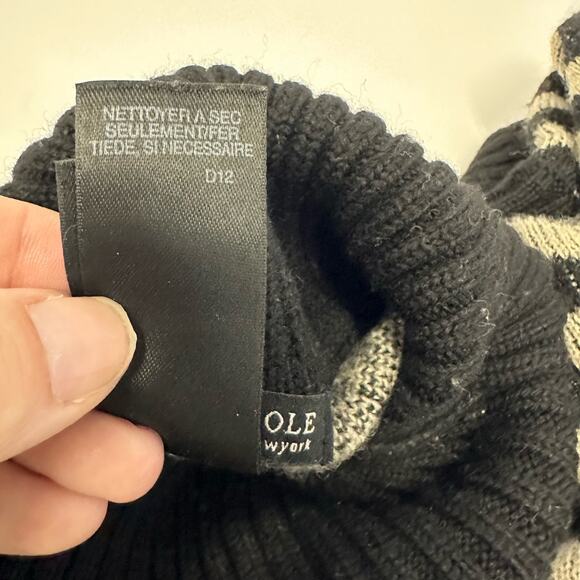 NETTOYER A SEC
SEULEMENT/FER
TIEDE, SI NECESSAIRE
D12
OLE
wyork